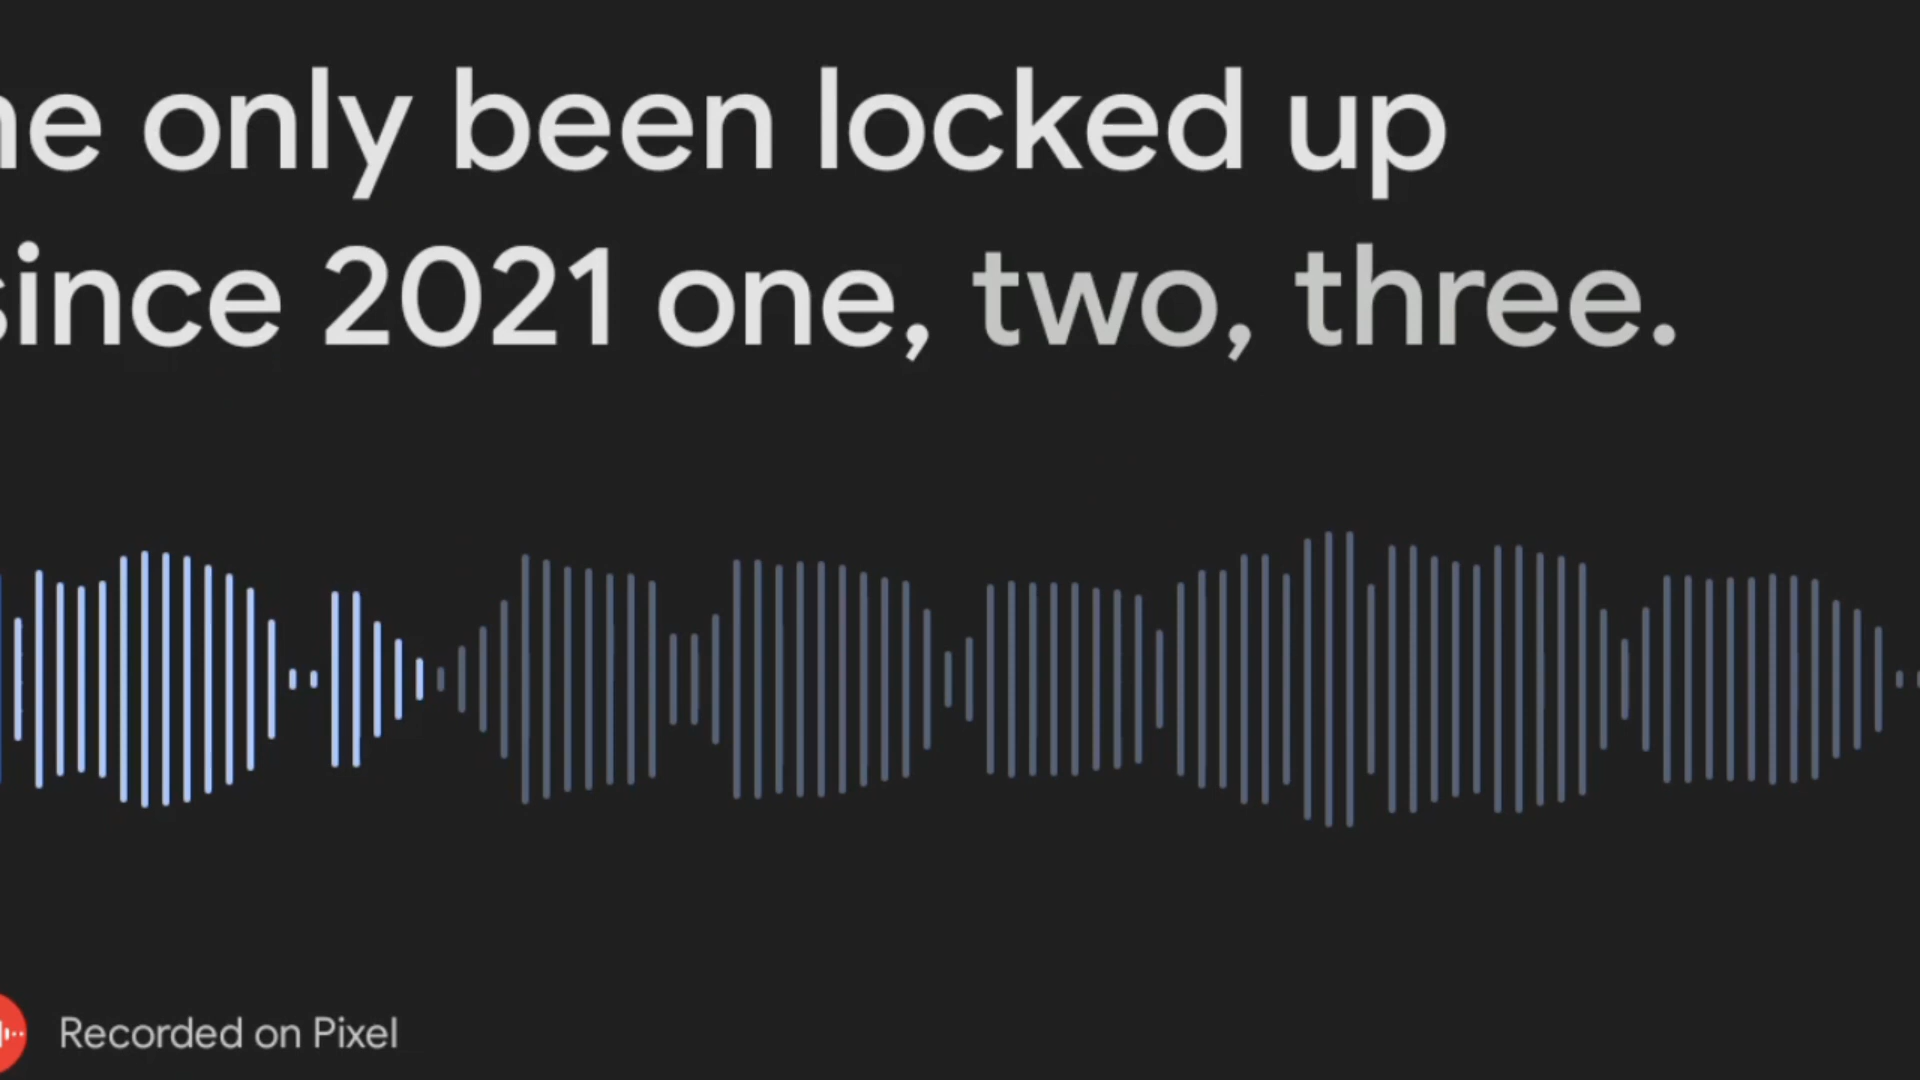 only been locked up
since 2021 one, two, three.
Recorded on Pixel